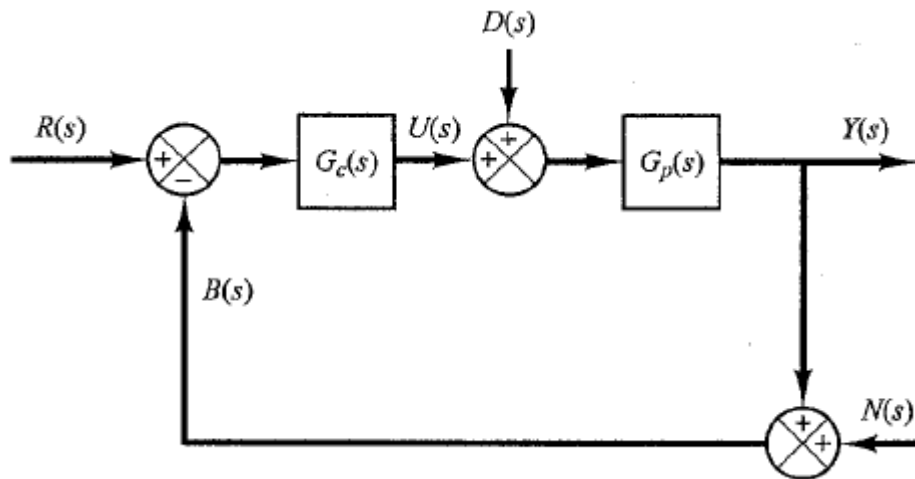 D(s)
R(s)
U(s)
Y(s)
+
−
G_c(s)
+
+
G_p(s)
B(s)
N(s)
+
+